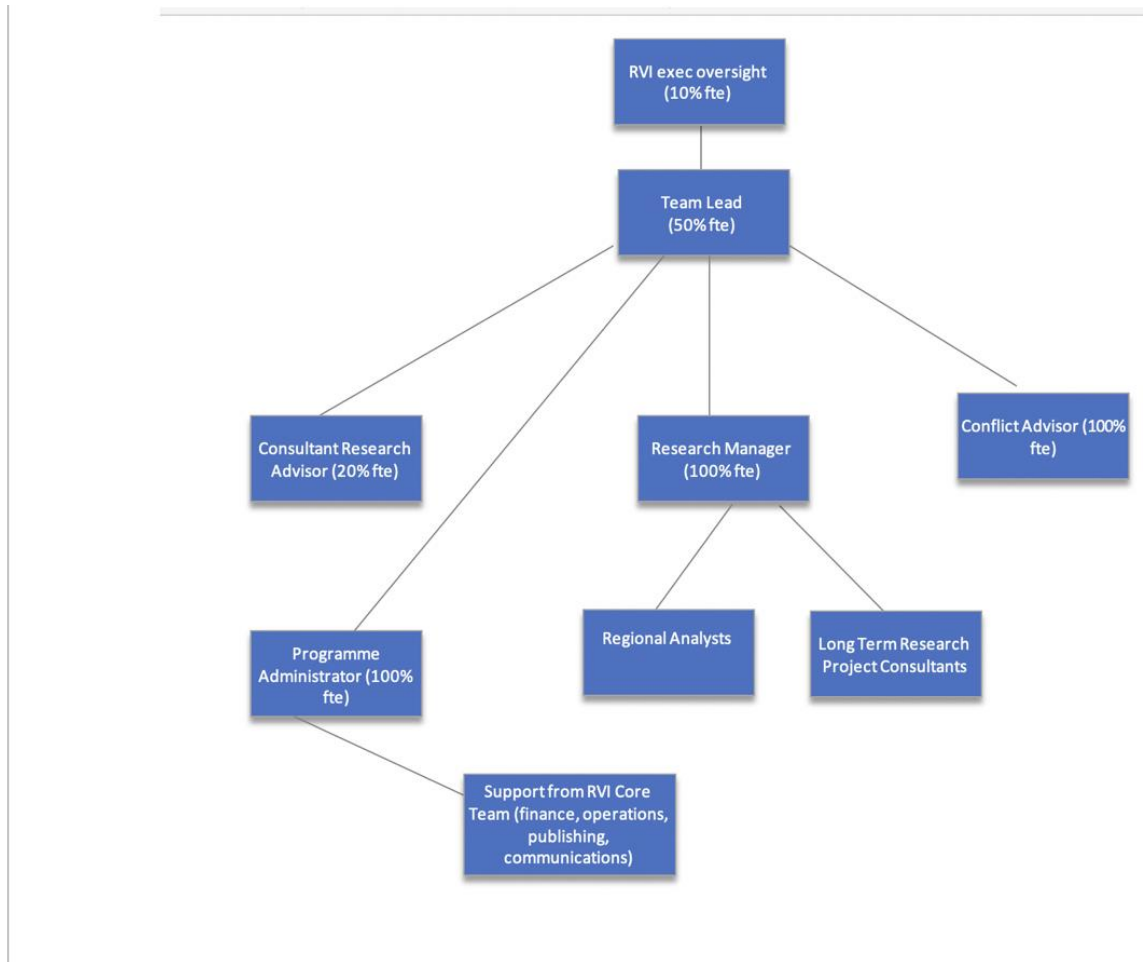 RVI exec oversight
(10% fte)
Team Lead
(50% fte)
Consultant Research
Advisor (20% fte)
Research Manager
(100% fte)
Conflict Advisor (100%
fte)
Programme
Administrator (100%
fte)
Regional Analysts
Long Term Research
Project Consultants
Support from RVI Core
Team (finance, operations,
publishing,
communications)